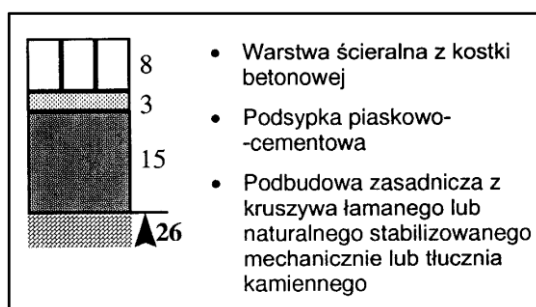 8
3
15
26
• Warstwa ścieralna z kostki
betonowej
• Podsypka piaskowo-
-cementowa
• Podbudowa zasadnicza z
kruszywa łamanego lub
naturalnego stabilizowanego
mechanicznie lub tłucznia
kamiennego